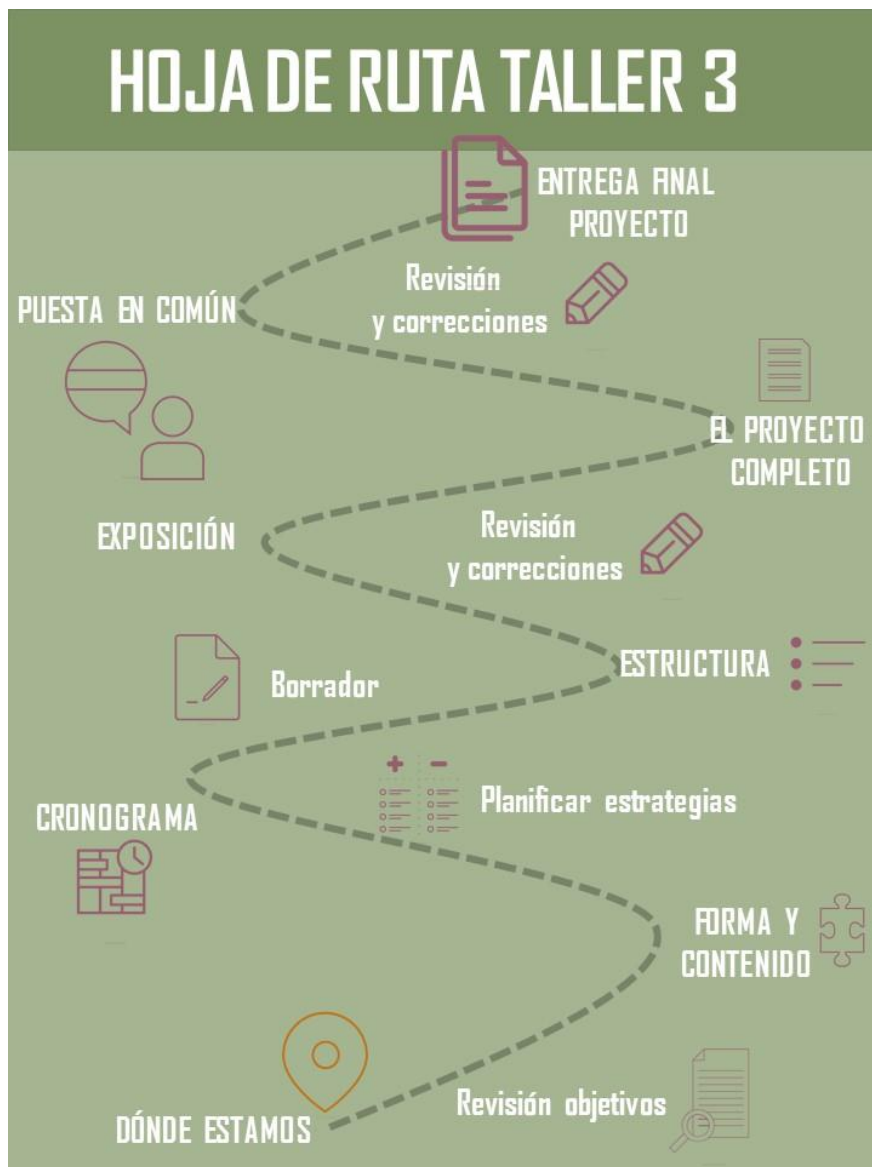 HOJA DE RUTA TALLER 3
ENTREGA FINAL
PROYECTO
Revisión
y correcciones
PUESTA EN COMÚN
EL PROYECTO
COMPLETO
EXPOSICIÓN
Revisión
y correcciones
ESTRUCTURA
Borrador
Planificar estrategias
CRONOGRAMA
FORMA Y
CONTENIDO
Revisión objetivos
DÓNDE ESTAMOS